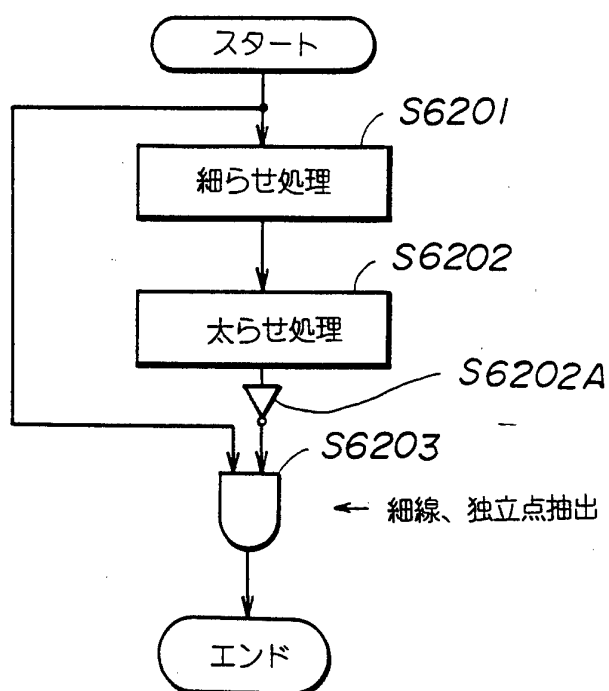 スタート
S6201
細らせ処理
S6202
太らせ処理
S6202A
S6203
← 細線、独立点抽出
エンド